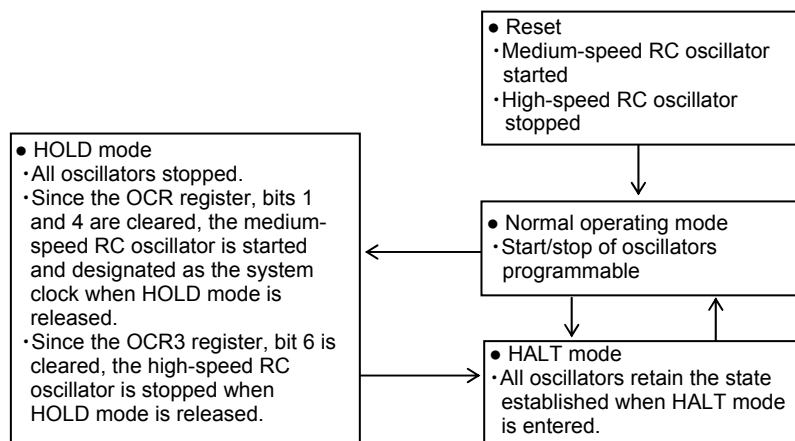 ● Reset
・Medium-speed RC oscillator
started
・High-speed RC oscillator
stopped
● HOLD mode
・All oscillators stopped.
・Since the OCR register, bits 1
and 4 are cleared, the medium-
speed RC oscillator is started
and designated as the system
clock when HOLD mode is
released.
・Since the OCR3 register, bit 6 is
cleared, the high-speed RC
oscillator is stopped when
HOLD mode is released.
● Normal operating mode
・Start/stop of oscillators
programmable
● HALT mode
・All oscillators retain the state
established when HALT mode
is entered.